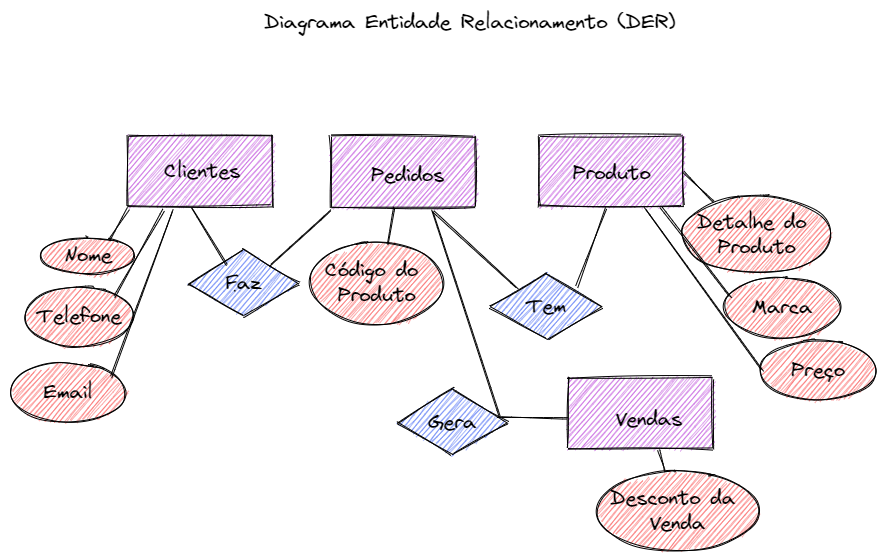 Diagrama Entidade Relacionamento (DER)
Clientes
Pedidos
Produto
Detalhe do
Produto
Nome
Faz
Código do
Produto
Telefone
Tem
Marca
Email
Preço
Gera
Vendas
Desconto da
Venda